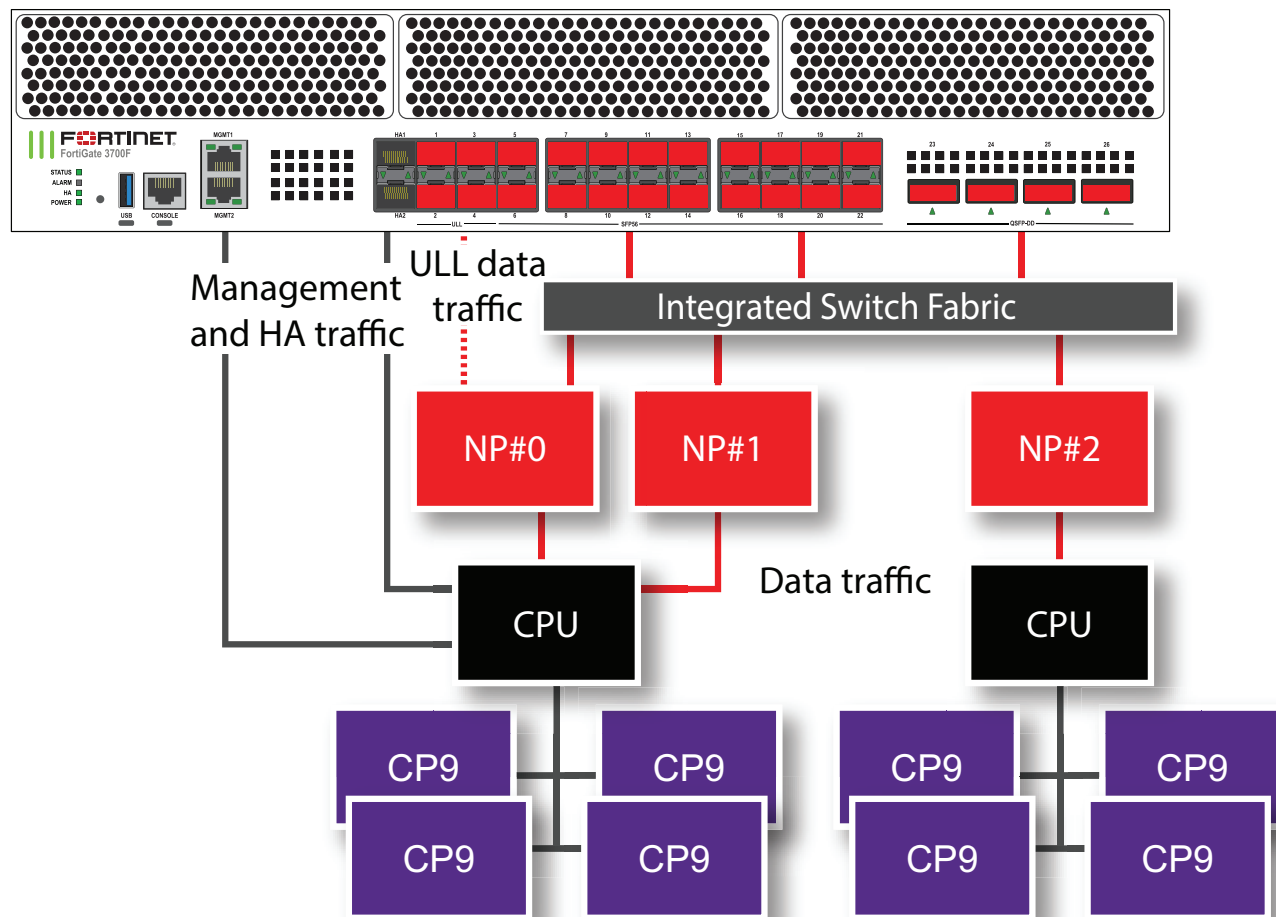 FORTINET
FortiGate 3700F
STATUS
ALARM
HA
POWER
USB
CONSOLE
MGMT1
MGMT2
HA1 1 3 5 7 9 11 13 15 17 19 21
HA2 2 4 6 8 10 12 14 16 18 20 22
ULL
SFP56
23 24 25 26
QSFP-DD
Management
and HA traffic
ULL data
traffic
Integrated Switch Fabric
NP#0
NP#1
NP#2
Data traffic
CPU
CPU
CP9
CP9
CP9
CP9
CP9
CP9
CP9
CP9